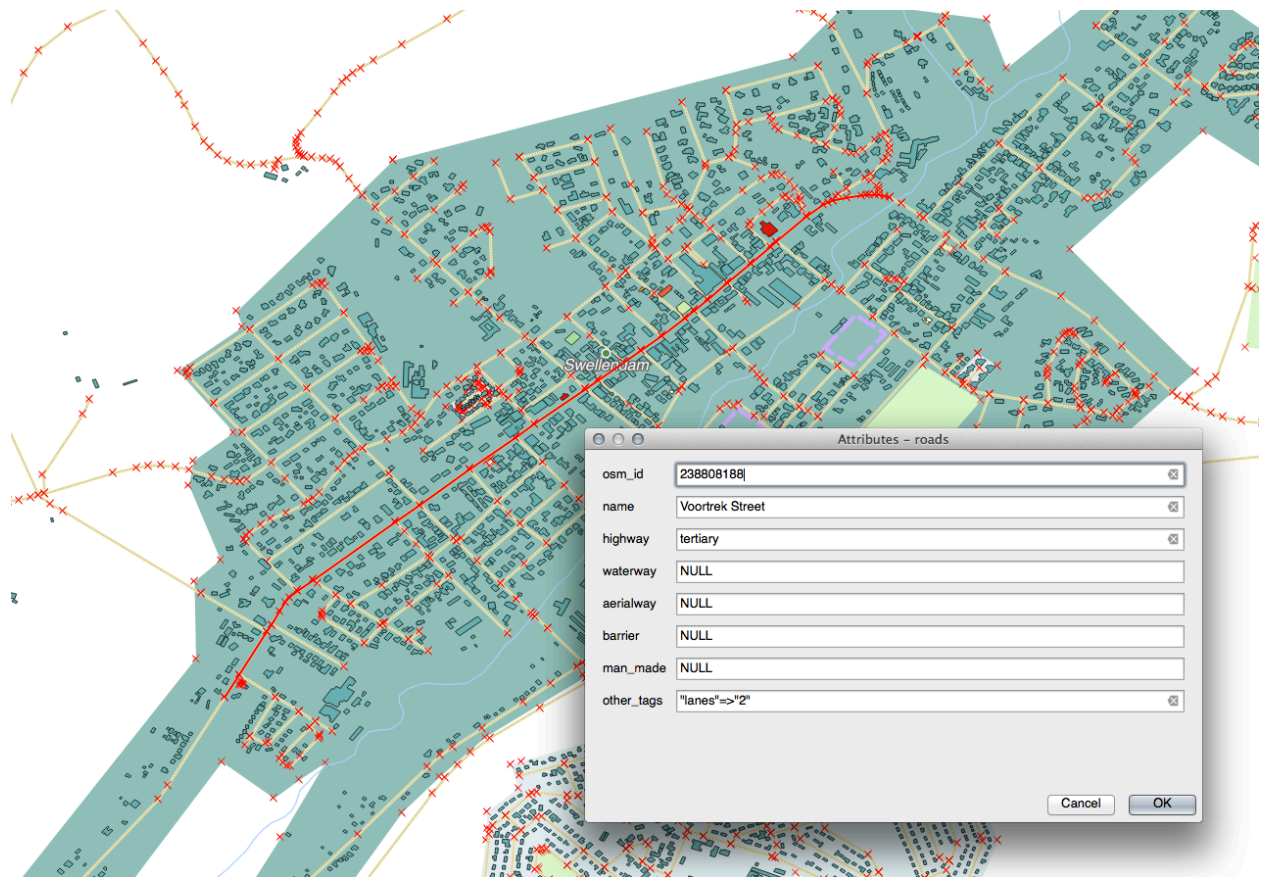 Swellendam
Attributes – roads
osm_id 238808188
name Voortrek Street
highway tertiary
waterway NULL
aerialway NULL
barrier NULL
man_made NULL
other_tags "lanes"=>"2"
Cancel OK